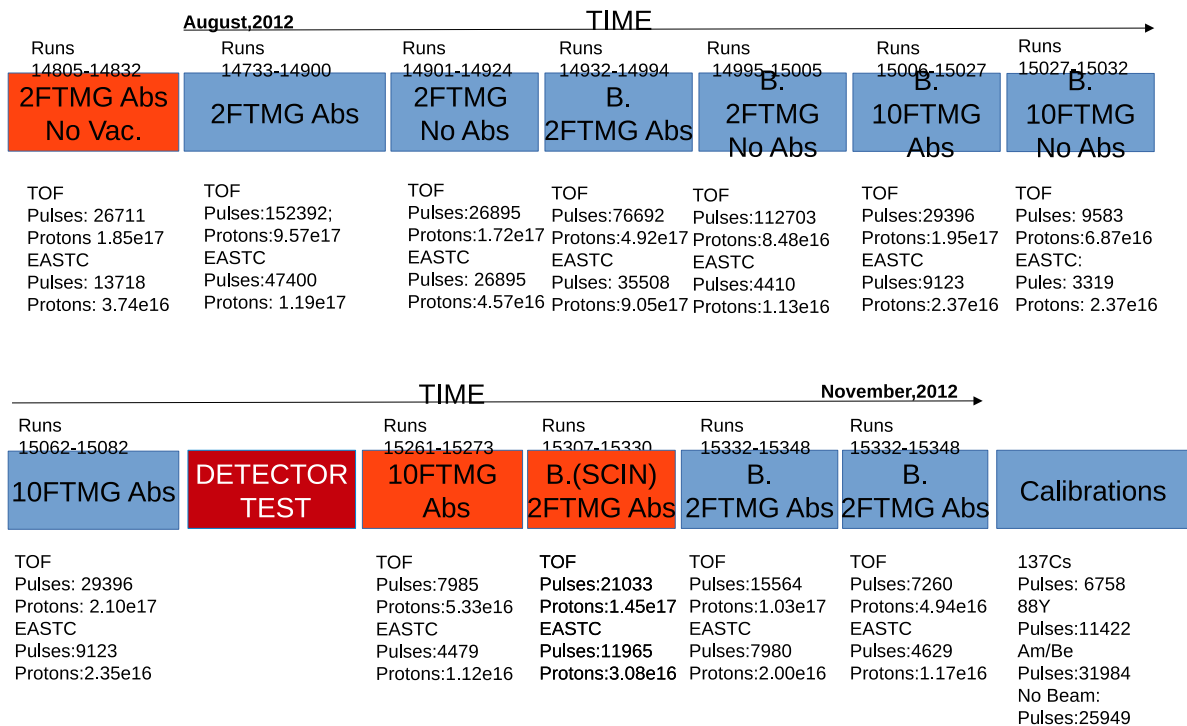 August,2012
TIME
Runs
14805-14832
2FTMG Abs
No Vac.
TOF
Pulses: 26711
Protons 1.85e17
EASTC
Pulses: 13718
Protons: 3.74e16
Runs
14733-14900
2FTMG Abs
TOF
Pulses:152392;
Protons:9.57e17
EASTC
Pulses:47400
Protons: 1.19e17
Runs
14901-14924
2FTMG
No Abs
TOF
Pulses:26895
Protons:1.72e17
EASTC
Pulses: 26895
Protons:4.57e16
Runs
14932-14994
B.
2FTMG Abs
TOF
Pulses:76692
Protons:4.92e17
EASTC
Pulses: 35508
Protons:9.05e17
Runs
14995-15005
B.
2FTMG
No Abs
TOF
Pulses:112703
Protons:8.48e16
EASTC
Pulses:4410
Protons:1.13e16
Runs
15006-15027
B.
10FTMG
Abs
TOF
Pulses:29396
Protons:1.95e17
EASTC
Pulses:9123
Protons:2.37e16
Runs
15027-15032
B.
10FTMG
No Abs
TOF
Pulses: 9583
Protons:6.87e16
EASTC:
Pules: 3319
Protons: 2.37e16
TIME
November,2012
Runs
15062-15082
10FTMG Abs
TOF
Pulses: 29396
Protons: 2.10e17
EASTC
Pulses:9123
Protons:2.35e16
DETECTOR
TEST
Runs
15261-15273
10FTMG
Abs
TOF
Pulses:7985
Protons:5.33e16
EASTC
Pulses:4479
Protons:1.12e16
Runs
15307-15330
B.(SCIN)
2FTMG Abs
TOF
Pulses:21033
Protons:1.45e17
EASTC
Pulses:11965
Protons:3.08e16
Runs
15332-15348
B.
2FTMG Abs
TOF
Pulses:15564
Protons:1.03e17
EASTC
Pulses:7980
Protons:2.00e16
Runs
15332-15348
B.
2FTMG Abs
TOF
Pulses:7260
Protons:4.94e16
EASTC
Pulses:4629
Protons:1.17e16
Calibrations
137Cs
Pulses: 6758
88Y
Pulses:11422
Am/Be
Pulses:31984
No Beam:
Pulses:25949